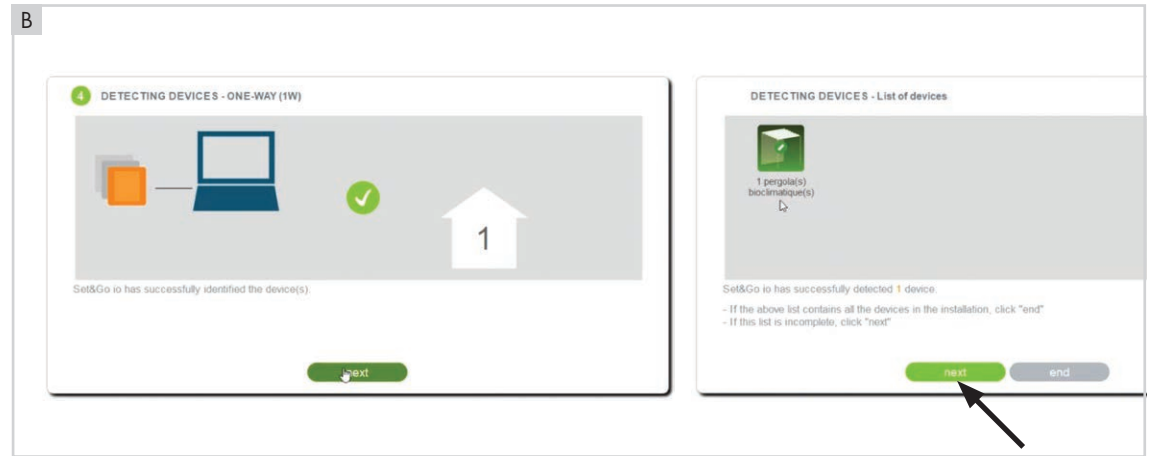 B
4 DETECTING DEVICES - ONE-WAY (1W)
1
Set&Go io has successfully identified the device(s).
next
DETECTING DEVICES - List of devices
1 pergola(s)
bioclimatique(s)
Set&Go io has successfully detected 1 device.
- If the above list contains all the devices in the installation, click "end"
- If this list is incomplete, click "next"
next
end